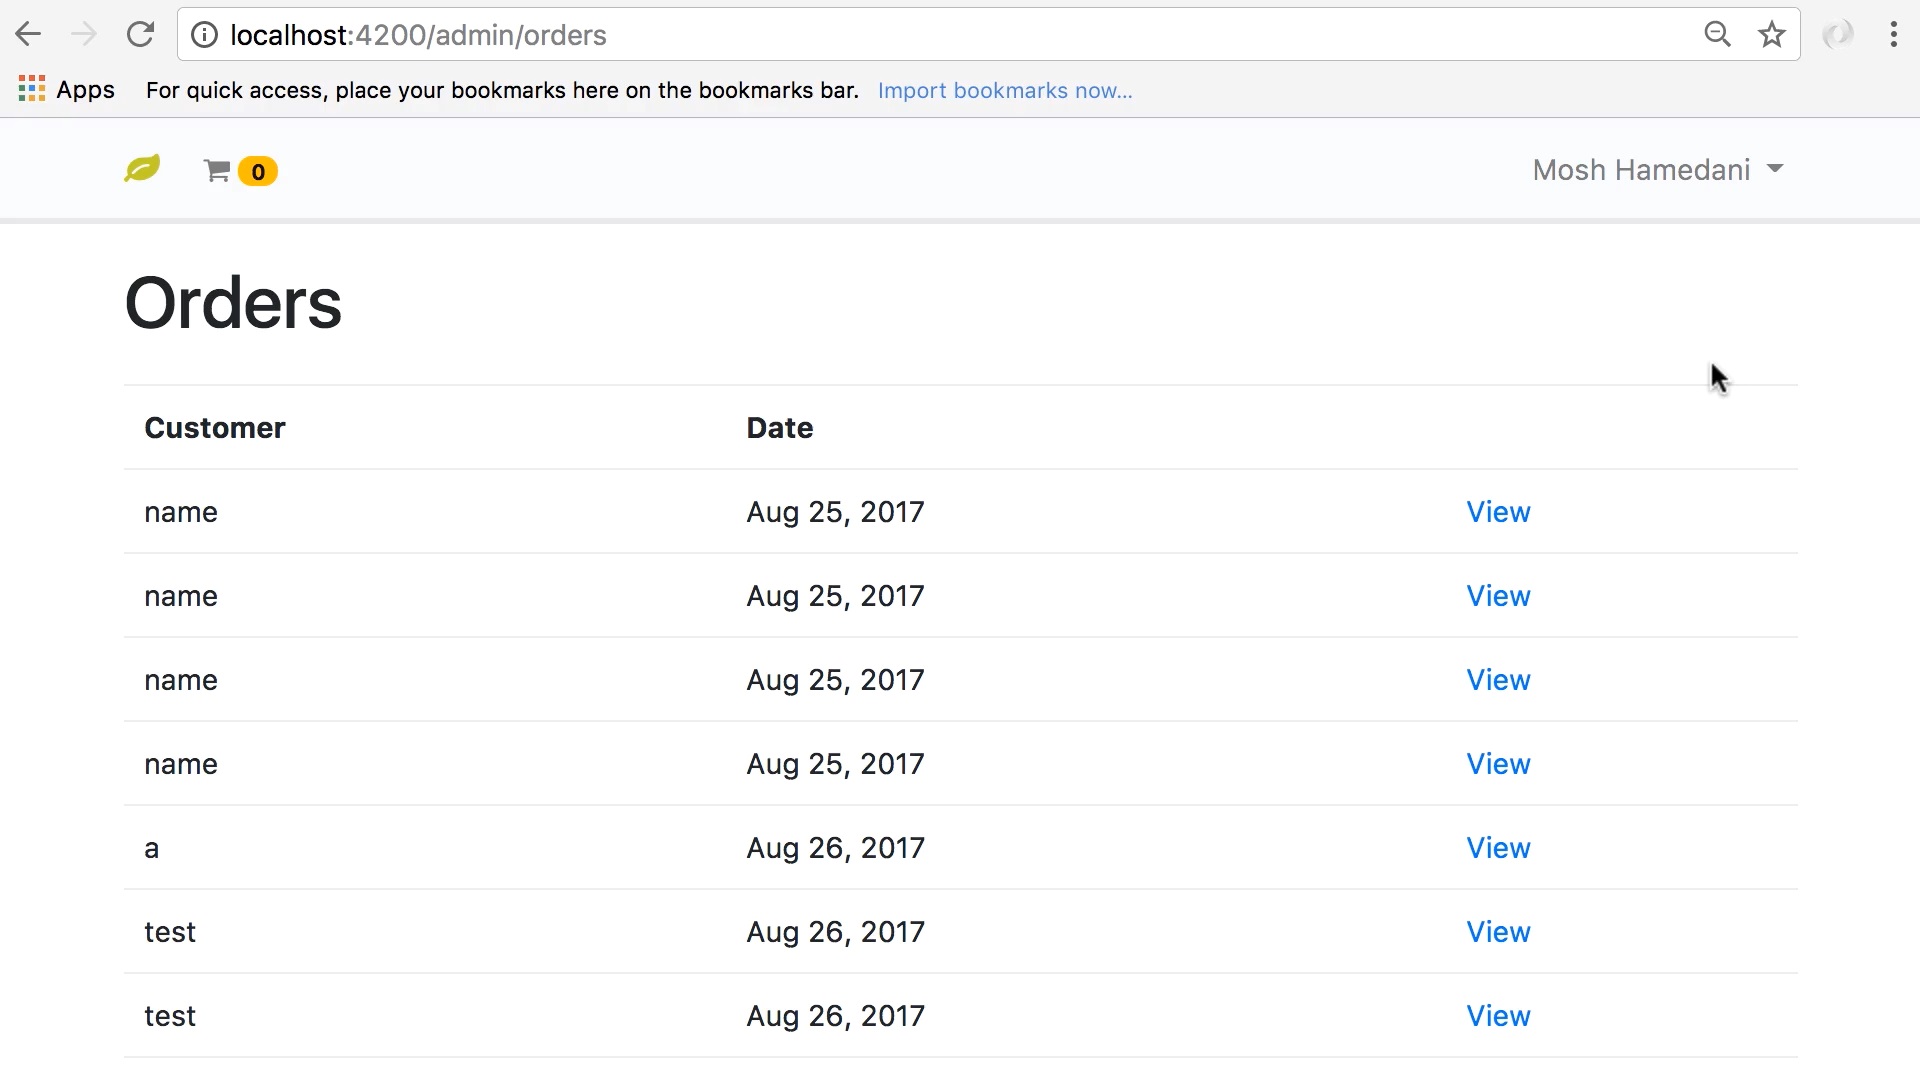 localhost:4200/admin/orders
Apps For quick access, place your bookmarks here on the bookmarks bar. Import bookmarks now...
0 Mosh Hamedani
Orders
Customer Date
name Aug 25, 2017 View
name Aug 25, 2017 View
name Aug 25, 2017 View
name Aug 25, 2017 View
a Aug 26, 2017 View
test Aug 26, 2017 View
test Aug 26, 2017 View